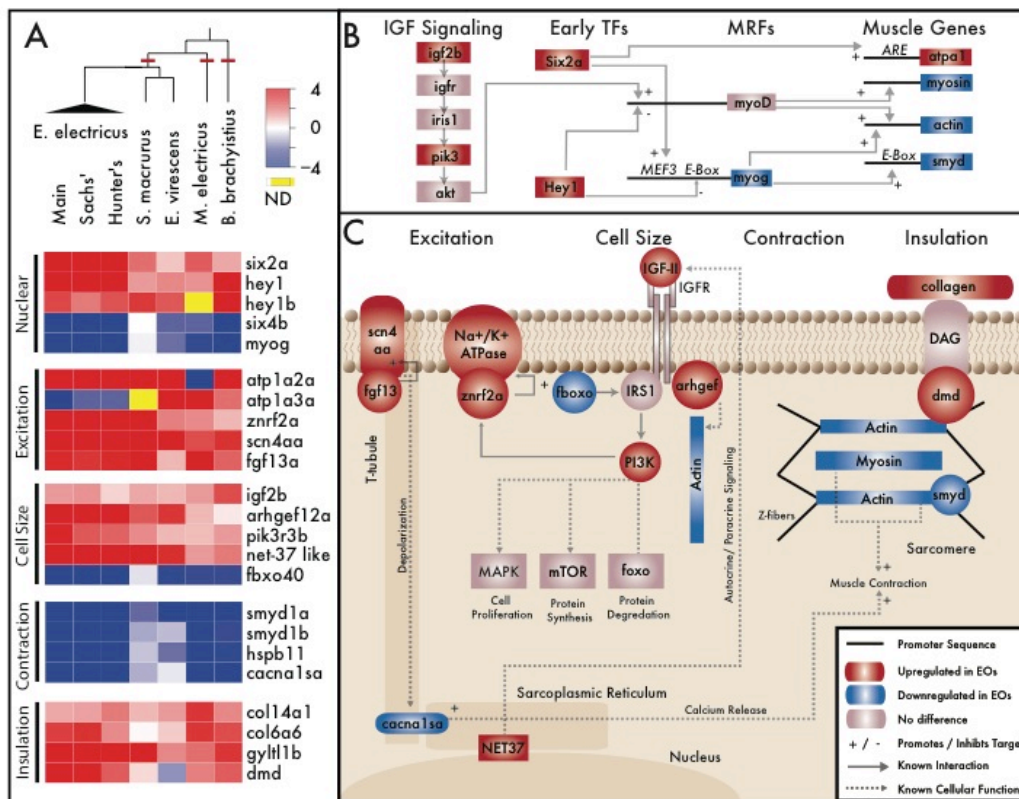 A
E. electricus
4
0
-4
ND
Main
Sachs'
Hunter's
S. macrurus
E. virescens
M. electricus
B. brachyistius
Nuclear
six2a
hey1
hey1b
six4b
myog
Excitation
atp1a2a
atp1a3a
znrf2a
scn4aa
fgf13a
Cell Size
igf2b
arhgef12a
pik3r3b
net-37 like
fbxo40
Contraction
smyd1a
smyd1b
hspb11
cacna1sa
Insulation
col14a1
col6a6
gyltl1b
dmd
B
IGF Signaling
Early TFs
MRFs
Muscle Genes
igf2b
igfr
iris1
pik3
akt
Six2a
Hey1
+
-
myoD
+
MEF3 E-Box
-
myog
ARE
+
atpa1
myosin
+
+
actin
+
E-Box
smyd
+
C
Excitation
Cell Size
Contraction
Insulation
scn4
aa
+
fgf13
Na+/K+
ATPase
znrf2a
+
fboxo
IGF-II
IGFR
IRS1
arhgef
PI3K
Actin
collagen
DAG
dmd
Actin
Myosin
Actin
smyd
Z-fibers
Sarcomere
+
Muscle Contraction
+
T-tubule
Depolarization
Autocrine/ Paracrine Signaling
MAPK
mTOR
foxo
Cell
Proliferation
Protein
Synthesis
Protein
Degredation
Sarcoplasmic Reticulum
cacna1sa
+
Calcium Release
NET37
Nucleus
Promoter Sequence
Upregulated in EOs
Downregulated in EOs
No difference
+ / - Promotes / Inhibts Target
Known Interaction
Known Cellular Function